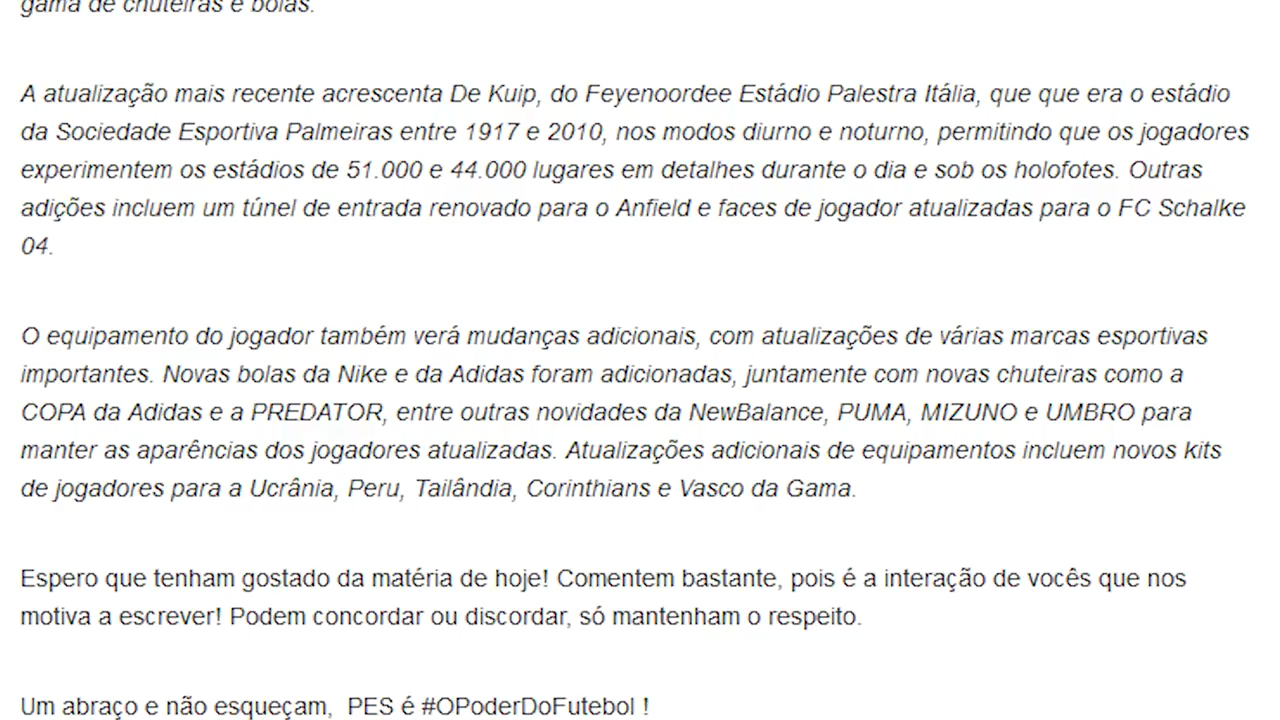 gama de chuteiras e bolas.
A atualização mais recente acrescenta De Kuip, do Feyenoordee Estádio Palestra Itália, que que era o estádio
da Sociedade Esportiva Palmeiras entre 1917 e 2010, nos modos diurno e noturno, permitindo que os jogadores
experimentem os estádios de 51.000 e 44.000 lugares em detalhes durante o dia e sob os holofotes. Outras
adições incluem um túnel de entrada renovado para o Anfield e faces de jogador atualizadas para o FC Schalke
04.
O equipamento do jogador também verá mudanças adicionais, com atualizações de várias marcas esportivas
importantes. Novas bolas da Nike e da Adidas foram adicionadas, juntamente com novas chuteiras como a
COPA da Adidas e a PREDATOR, entre outras novidades da NewBalance, PUMA, MIZUNO e UMBRO para
manter as aparências dos jogadores atualizadas. Atualizações adicionais de equipamentos incluem novos kits
de jogadores para a Ucrânia, Peru, Tailândia, Corinthians e Vasco da Gama.
Espero que tenham gostado da matéria de hoje! Comentem bastante, pois é a interação de vocês que nos
motiva a escrever! Podem concordar ou discordar, só mantenham o respeito.
Um abraço e não esqueçam,  PES é #OPoderDoFutebol !